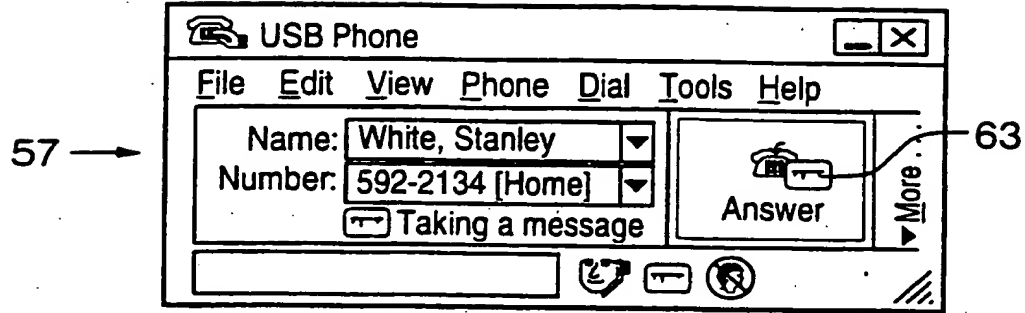 USB Phone
File Edit View Phone Dial Tools Help
57
Name: White, Stanley
Number: 592-2134 [Home]
Taking a message
Answer
More...
63